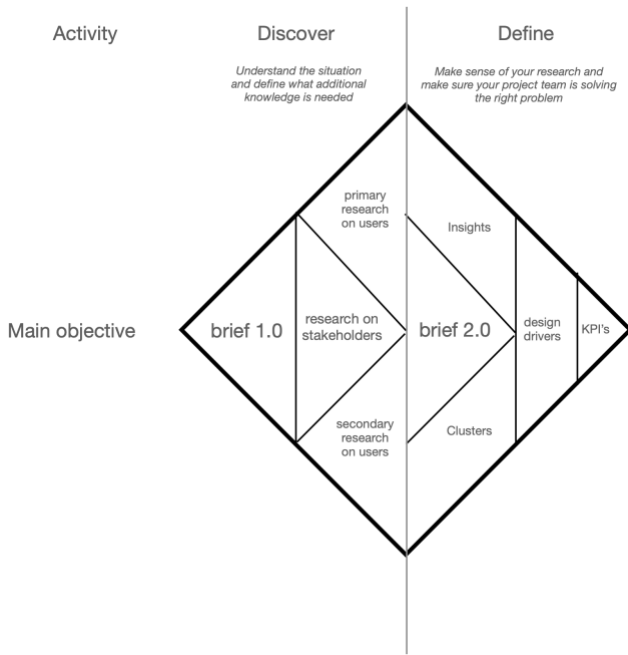 Activity
Discover
Define
Understand the situation
and define what additional
knowledge is needed
Make sense of your research and
make sure your project team is solving
the right problem
primary
research
on users
Insights
Main objective
brief 1.0
research on
stakeholders
brief 2.0
design
drivers
KPI's
secondary
research
on users
Clusters